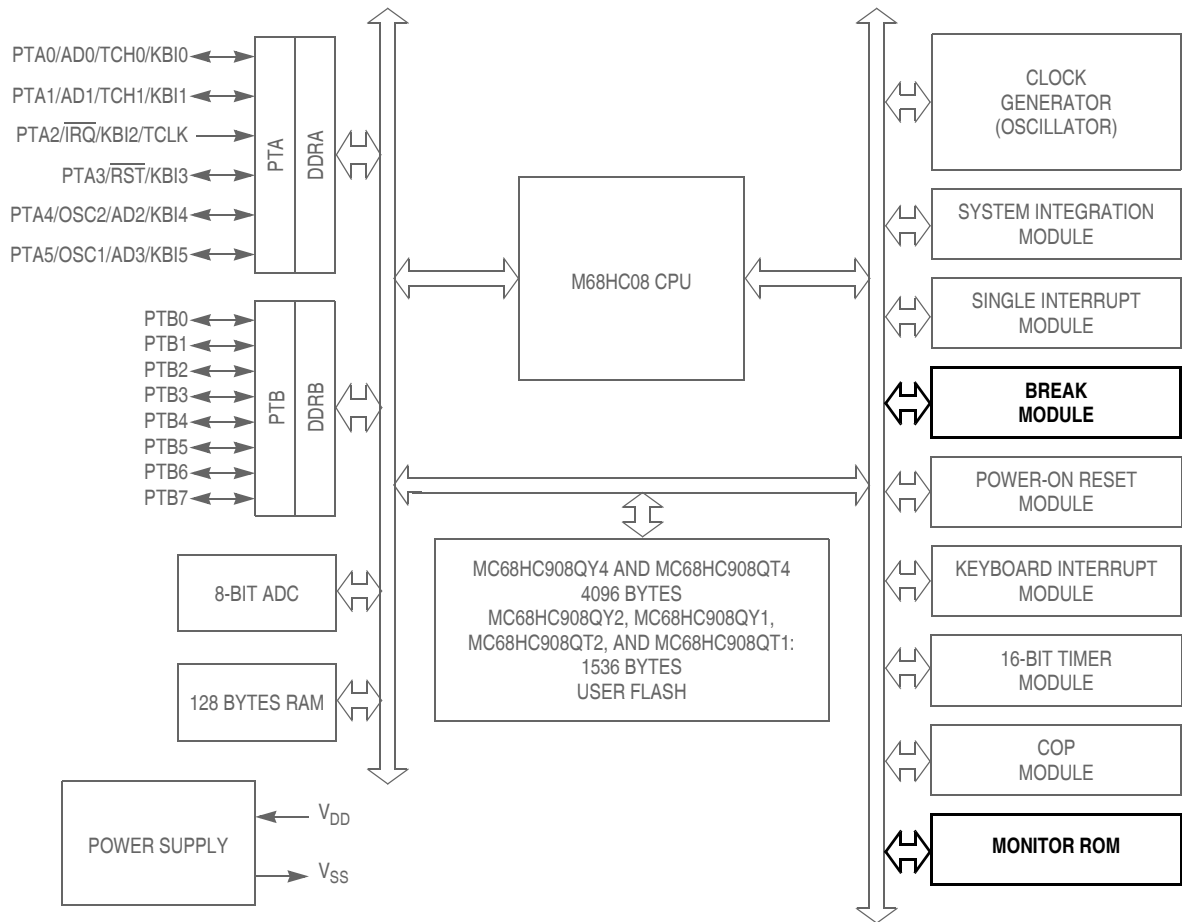 PTA0/AD0/TCH0/KBI0
PTA1/AD1/TCH1/KBI1
PTA2/IRQ/KBI2/TCLK
PTA3/RST/KBI3
PTA4/OSC2/AD2/KBI4
PTA5/OSC1/AD3/KBI5
PTA
DDRA
PTB0
PTB1
PTB2
PTB3
PTB4
PTB5
PTB6
PTB7
PTB
DDRB
8-BIT ADC
128 BYTES RAM
POWER SUPPLY
VDD
VSS
M68HC08 CPU
MC68HC908QY4 AND MC68HC908QT4
4096 BYTES
MC68HC908QY2, MC68HC908QY1,
MC68HC908QT2, AND MC68HC908QT1:
1536 BYTES
USER FLASH
CLOCK
GENERATOR
(OSCILLATOR)
SYSTEM INTEGRATION
MODULE
SINGLE INTERRUPT
MODULE
BREAK
MODULE
POWER-ON RESET
MODULE
KEYBOARD INTERRUPT
MODULE
16-BIT TIMER
MODULE
COP
MODULE
MONITOR ROM